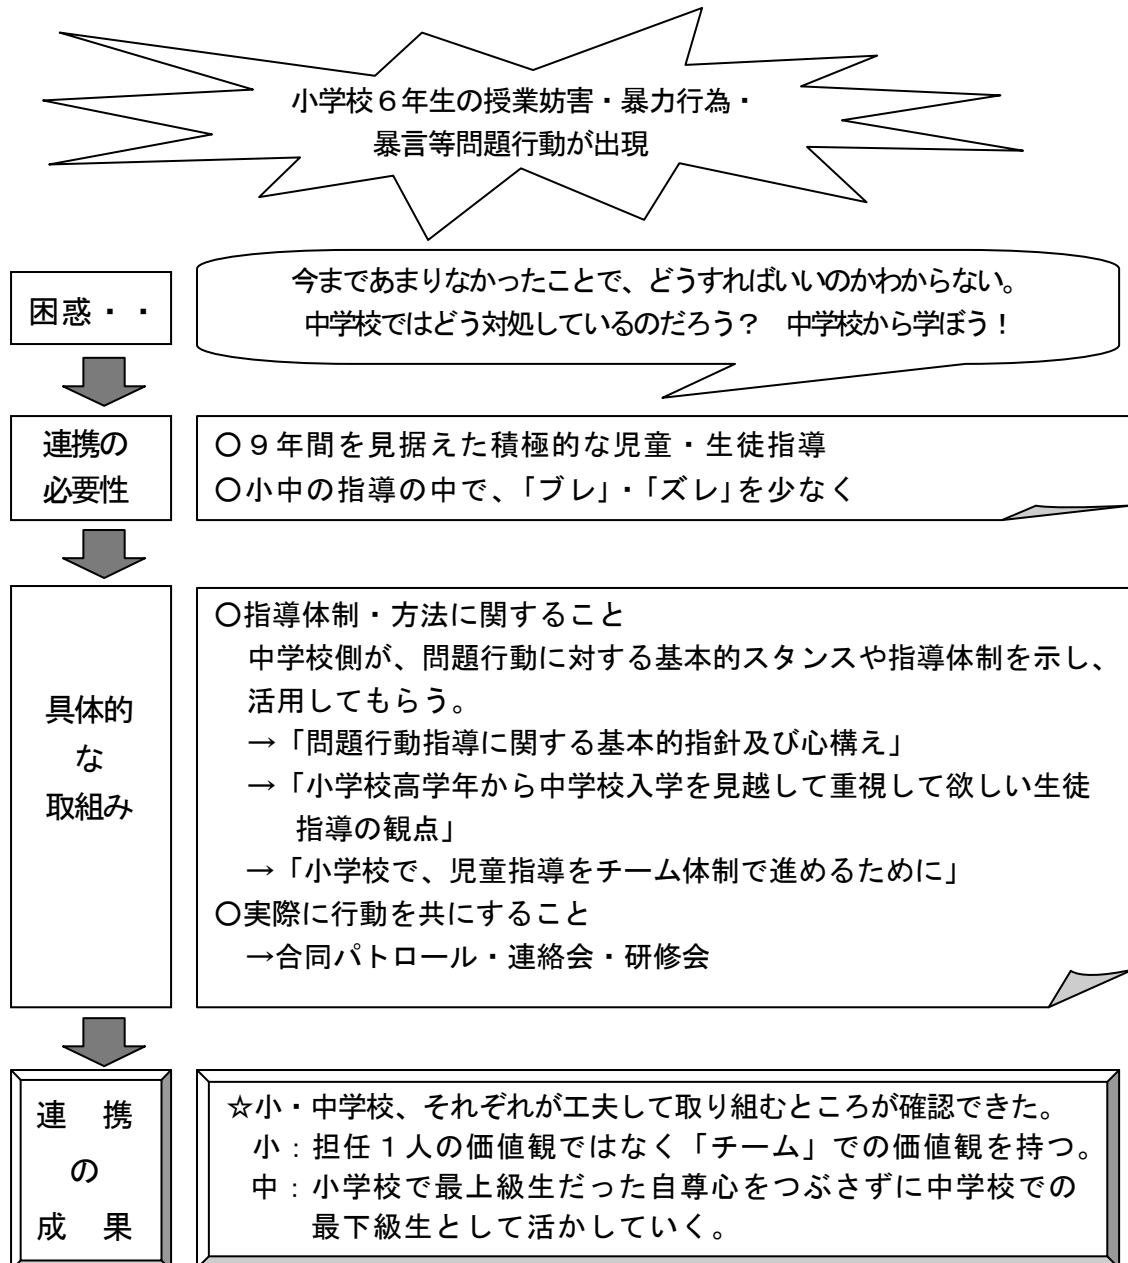 小学校6年生の授業妨害・暴力行為・
暴言等問題行動が出現
困惑・・
今まであまりなかったことで、どうすればいいのかわからない。
中学校ではどう対処しているのだろう？　中学校から学ぼう！
連携の
必要性
○９年間を見据えた積極的な児童・生徒指導
○小中の指導の中で、「ブレ」・「ズレ」を少なく
具体的
な
取組み
○指導体制・方法に関すること
中学校側が、問題行動に対する基本的スタンスや指導体制を示し、
活用してもらう。
→「問題行動指導に関する基本的指針及び心構え」
→「小学校高学年から中学校入学を見越して重視して欲しい生徒
指導の観点」
→「小学校で、児童指導をチーム体制で進めるために」
○実際に行動を共にすること
→合同パトロール・連絡会・研修会
連　携
の
成　果
☆小・中学校、それぞれが工夫して取り組むところが確認できた。
小：担任１人の価値観ではなく「チーム」での価値観を持つ。
中：小学校で最上級生だった自尊心をつぶさずに中学校での
最下級生として活かしていく。